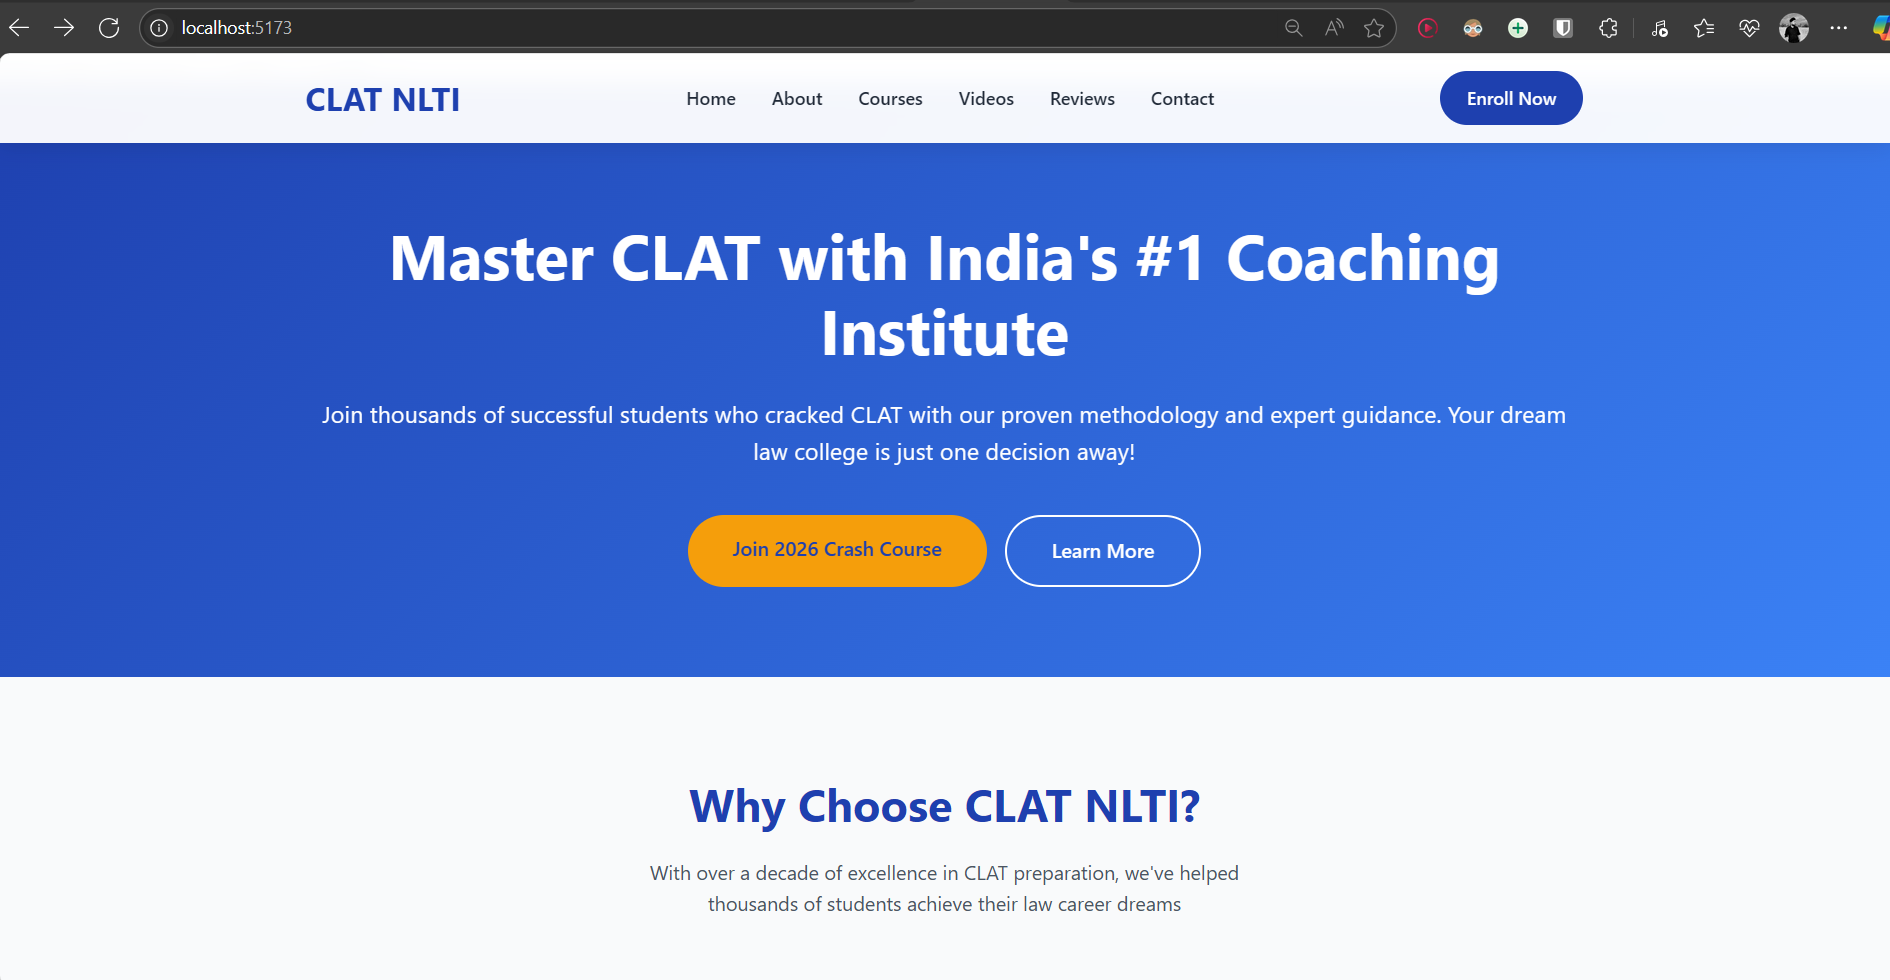 localhost:5173
CLAT NLTI
Home About Courses Videos Reviews Contact
Enroll Now
Master CLAT with India's #1 Coaching
Institute
Join thousands of successful students who cracked CLAT with our proven methodology and expert guidance. Your dream
law college is just one decision away!
Join 2026 Crash Course
Learn More
Why Choose CLAT NLTI?
With over a decade of excellence in CLAT preparation, we've helped
thousands of students achieve their law career dreams